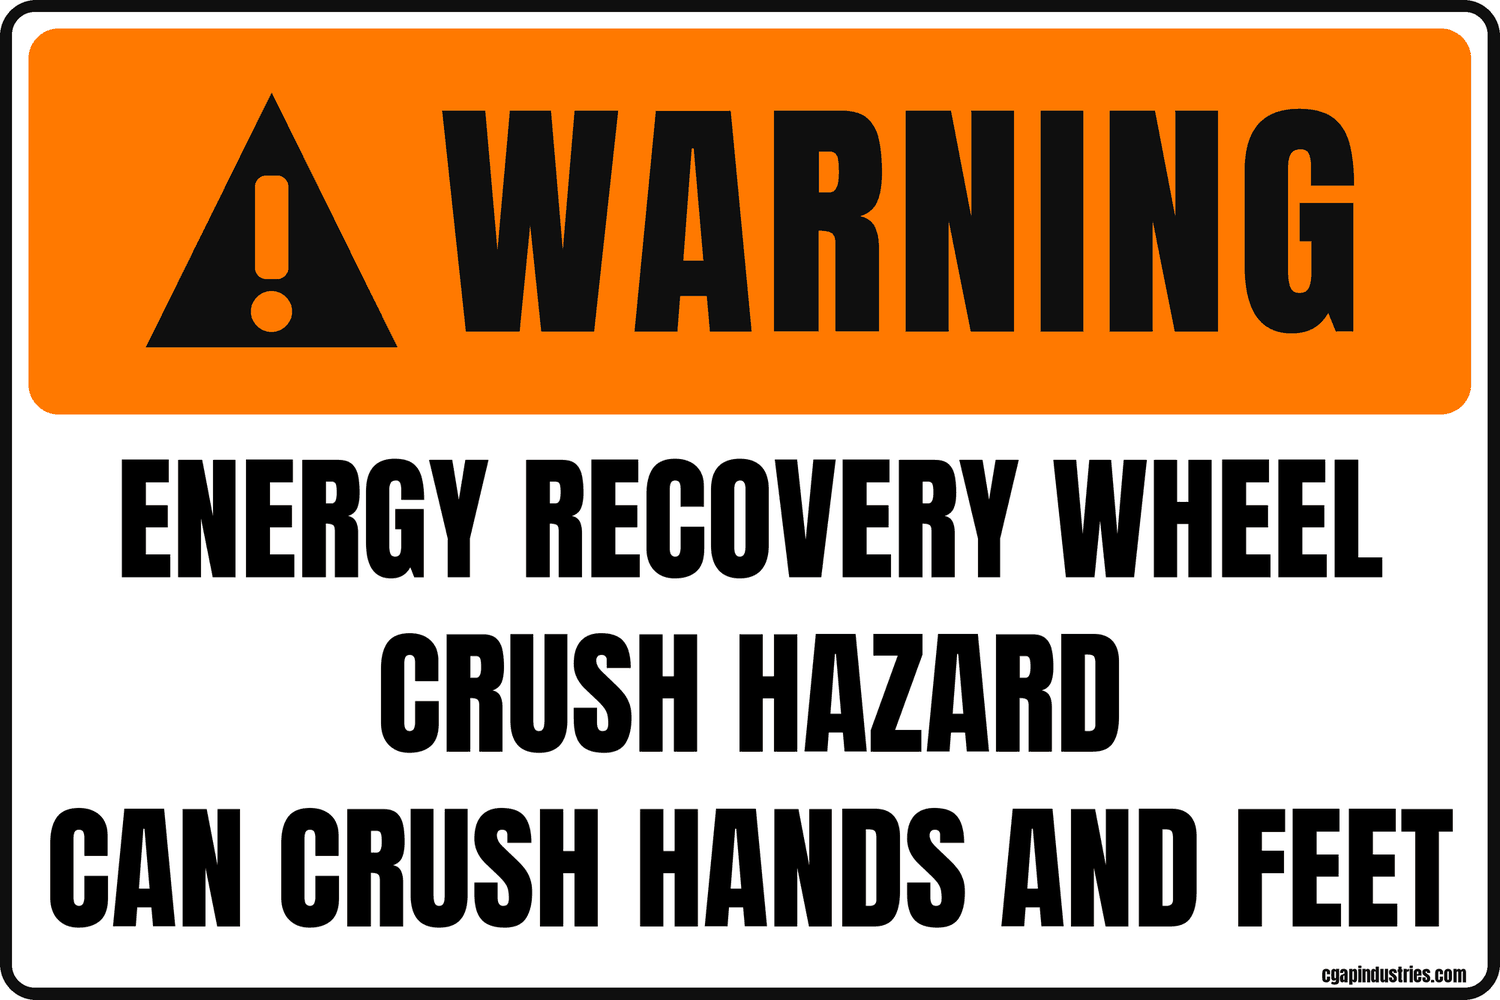 WARNING
ENERGY RECOVERY WHEEL
CRUSH HAZARD
CAN CRUSH HANDS AND FEET
cgapindustries.com